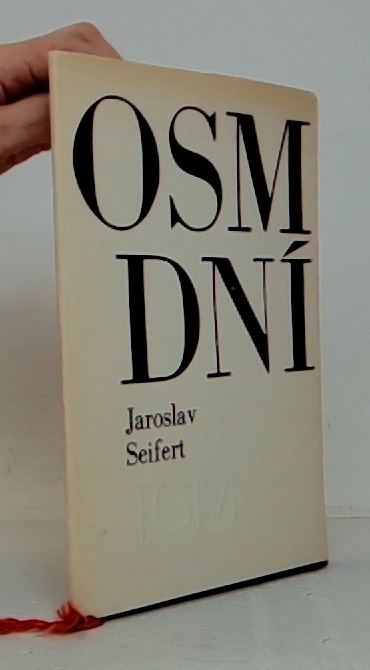 OSM
DNÍ
Jaroslav
Seifert